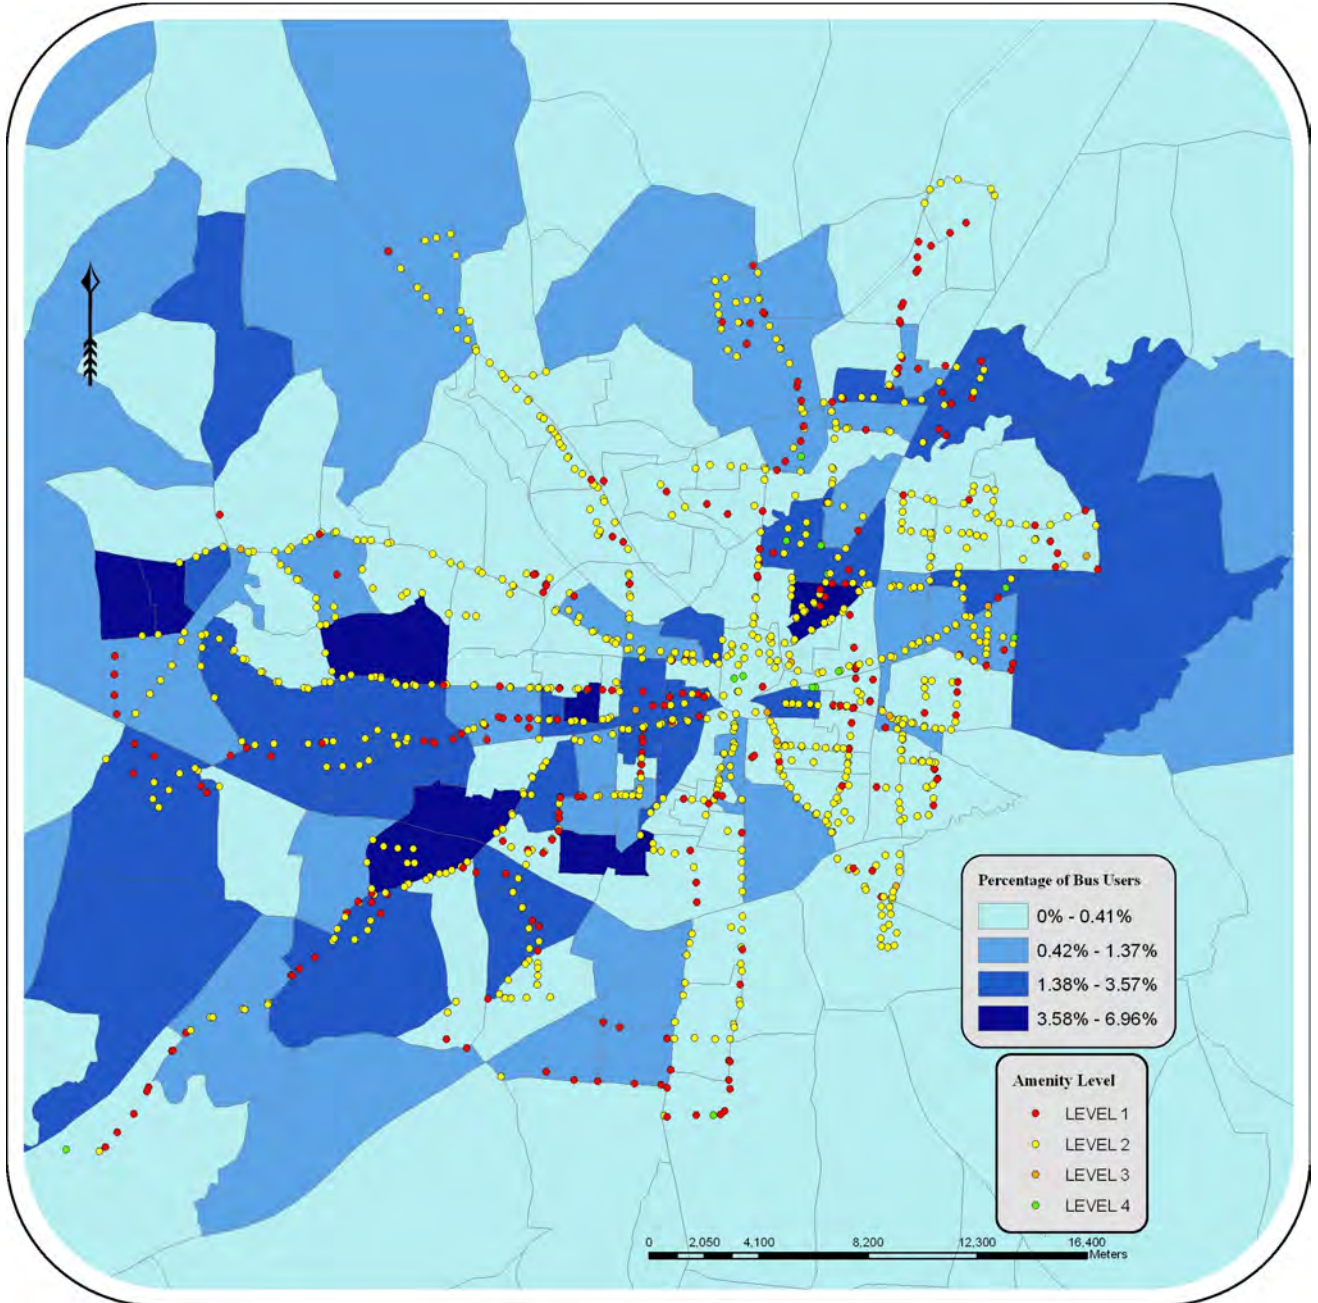 Percentage of Bus Users
0% - 0.41%
0.42% - 1.37%
1.38% - 3.57%
3.58% - 6.96%
Amenity Level
LEVEL 1
LEVEL 2
LEVEL 3
LEVEL 4
0 2,050 4,100 8,200 12,300 16,400
Meters